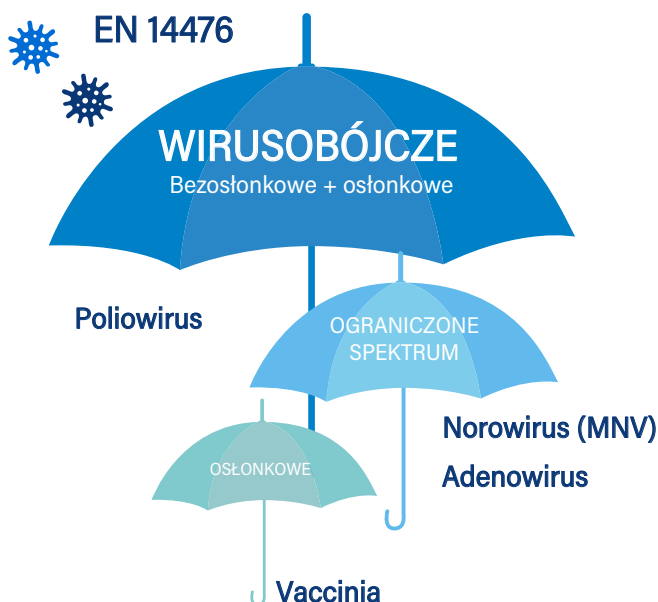 EN 14476
WIRUSOBÓJCZE
Bezosłonkowe + osłonkowe
Poliowirus
OGRANICZONE
SPEKTRUM
Norowirus (MNV)
Adenowirus
OSŁONKOWE
Vaccinia